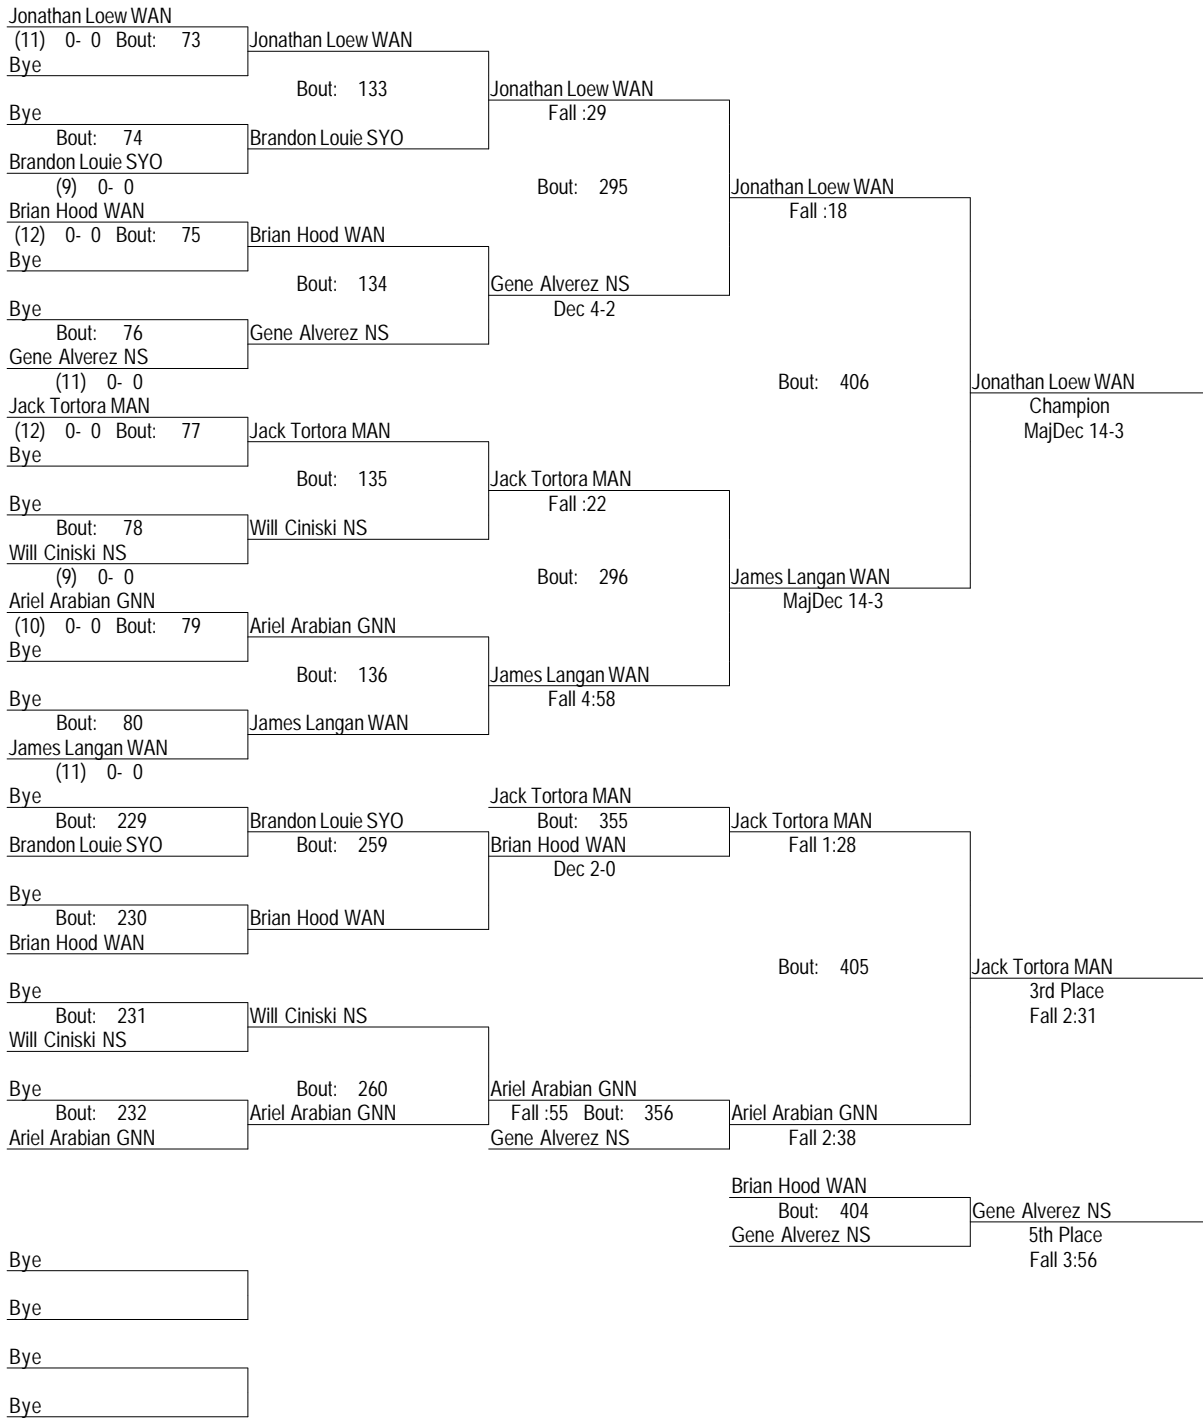 Jonathan Loew WAN
(11) 0- 0 Bout: 73 Jonathan Loew WAN
Bye
Bout: 133 Jonathan Loew WAN
Bye Fall :29
Bout: 74 Brandon Louie SYO
Brandon Louie SYO
(9) 0- 0 Bout: 295 Jonathan Loew WAN
Brian Hood WAN Fall :18
(12) 0- 0 Bout: 75 Brian Hood WAN
Bye
Bout: 134 Gene Alverez NS
Bye Dec 4-2
Bout: 76 Gene Alverez NS
Gene Alverez NS
(11) 0- 0 Bout: 406 Jonathan Loew WAN
Jack Tortora MAN Champion
(12) 0- 0 Bout: 77 Jack Tortora MAN MajDec 14-3
Bye
Bout: 135 Jack Tortora MAN
Bye Fall :22
Bout: 78 Will Ciniski NS
Will Ciniski NS
(9) 0- 0 Bout: 296 James Langan WAN
Ariel Arabian GNN MajDec 14-3
(10) 0- 0 Bout: 79 Ariel Arabian GNN
Bye
Bout: 136 James Langan WAN
Bye Fall 4:58
Bout: 80 James Langan WAN
James Langan WAN
(11) 0- 0
Bye Jack Tortora MAN
Bout: 229 Brandon Louie SYO Bout: 355 Jack Tortora MAN
Brandon Louie SYO Bout: 259 Brian Hood WAN Fall 1:28
Dec 2-0
Bye
Bout: 230 Brian Hood WAN
Brian Hood WAN
Bout: 405 Jack Tortora MAN
Bye 3rd Place
Bout: 231 Will Ciniski NS Fall 2:31
Will Ciniski NS
Bye Bout: 260 Ariel Arabian GNN
Bout: 232 Ariel Arabian GNN Fall :55 Bout: 356 Ariel Arabian GNN
Ariel Arabian GNN Gene Alverez NS Fall 2:38
Brian Hood WAN
Bout: 404 Gene Alverez NS
Gene Alverez NS 5th Place
Bye Fall 3:56
Bye
Bye
Bye